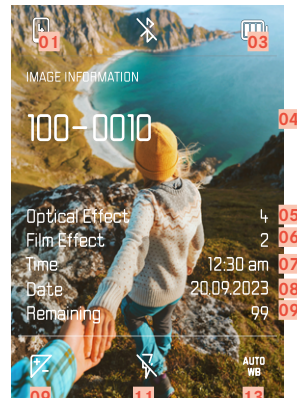 01 03
IMAGE INFORMATION
100-0010 04
Optical Effect 4 05
Film Effect 2 06
Time 12:30 am 07
Date 20.09.2023 08
Remaining 99 09
AUTO
WB
11 13